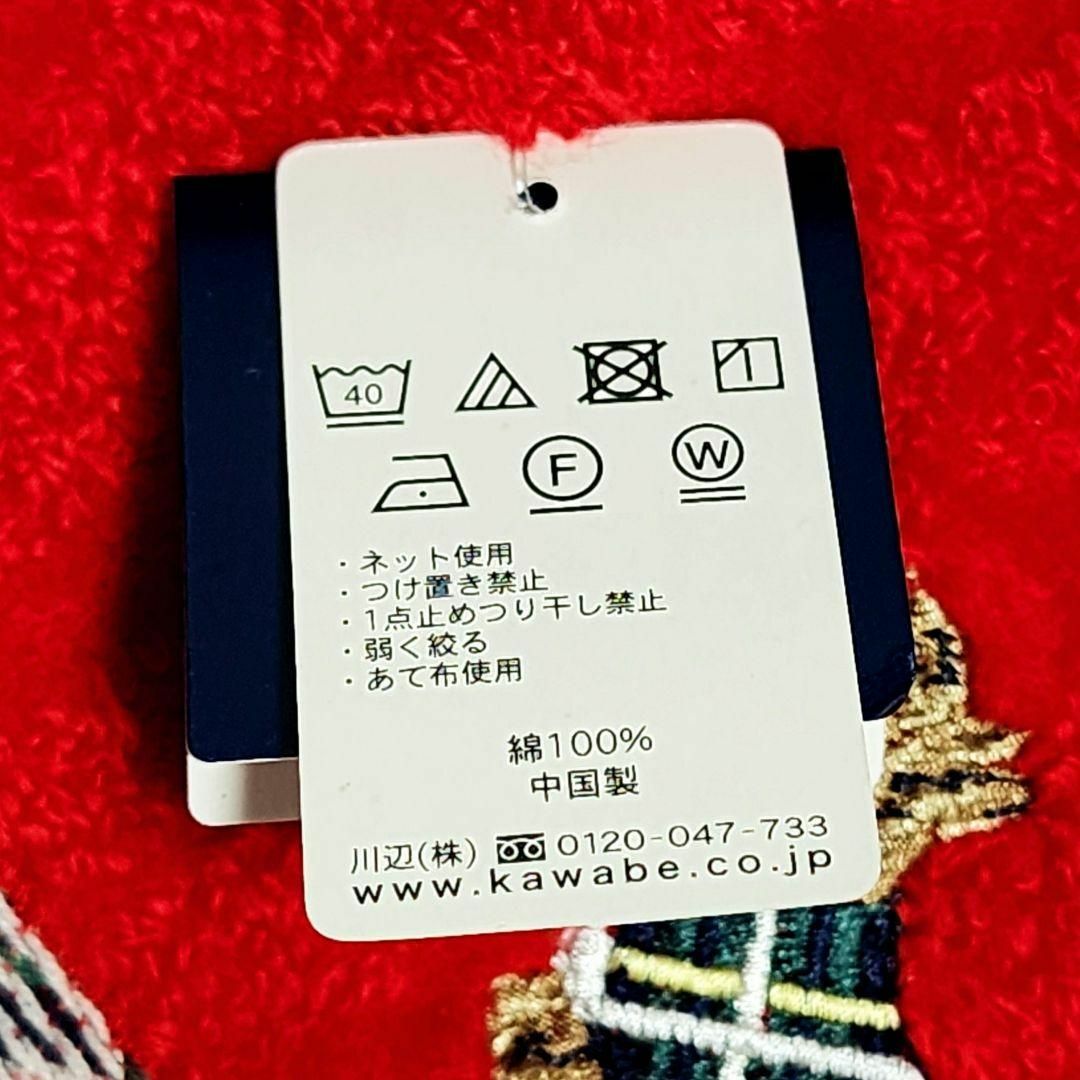 40
F W
・ネット使用
・つけ置き禁止
・1点止めつり干し禁止
・弱く絞る
・あて布使用
綿100%
中国製
川辺(株) 0120-047-733
www.kawabe.co.jp